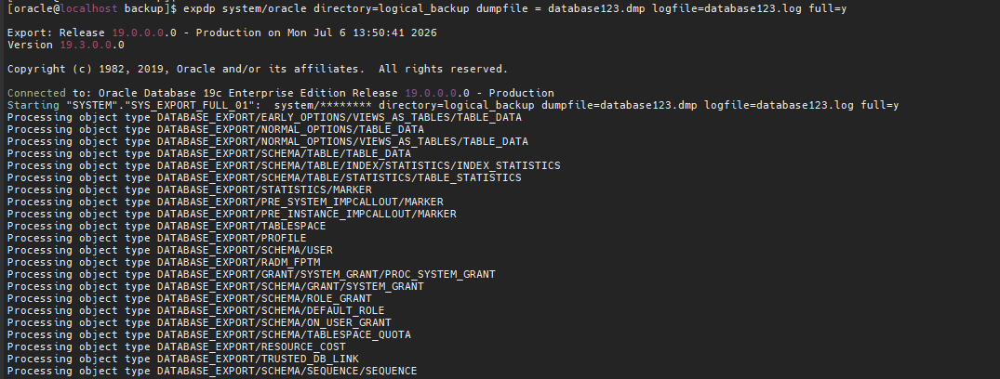 [oracle@localhost backup]$ expdp system/oracle directory=logical_backup dumpfile = database123.dmp logfile=database123.log full=y
Export: Release 19.0.0.0.0 - Production on Mon Jul 6 13:50:41 2026
Version 19.3.0.0.0
Copyright (c) 1982, 2019, Oracle and/or its affiliates.  All rights reserved.
Connected to: Oracle Database 19c Enterprise Edition Release 19.0.0.0.0 - Production
Starting "SYSTEM"."SYS_EXPORT_FULL_01":  system/******** directory=logical_backup dumpfile=database123.dmp logfile=database123.log full=y
Processing object type DATABASE_EXPORT/EARLY_OPTIONS/VIEWS_AS_TABLES/TABLE_DATA
Processing object type DATABASE_EXPORT/NORMAL_OPTIONS/TABLE_DATA
Processing object type DATABASE_EXPORT/NORMAL_OPTIONS/VIEWS_AS_TABLES/TABLE_DATA
Processing object type DATABASE_EXPORT/SCHEMA/TABLE/TABLE_DATA
Processing object type DATABASE_EXPORT/SCHEMA/TABLE/INDEX/STATISTICS/INDEX_STATISTICS
Processing object type DATABASE_EXPORT/SCHEMA/TABLE/STATISTICS/TABLE_STATISTICS
Processing object type DATABASE_EXPORT/STATISTICS/MARKER
Processing object type DATABASE_EXPORT/PRE_SYSTEM_IMPCALLOUT/MARKER
Processing object type DATABASE_EXPORT/PRE_INSTANCE_IMPCALLOUT/MARKER
Processing object type DATABASE_EXPORT/TABLESPACE
Processing object type DATABASE_EXPORT/PROFILE
Processing object type DATABASE_EXPORT/SCHEMA/USER
Processing object type DATABASE_EXPORT/RADM_FPTM
Processing object type DATABASE_EXPORT/GRANT/SYSTEM_GRANT/PROC_SYSTEM_GRANT
Processing object type DATABASE_EXPORT/SCHEMA/GRANT/SYSTEM_GRANT
Processing object type DATABASE_EXPORT/SCHEMA/ROLE_GRANT
Processing object type DATABASE_EXPORT/SCHEMA/DEFAULT_ROLE
Processing object type DATABASE_EXPORT/SCHEMA/ON_USER_GRANT
Processing object type DATABASE_EXPORT/SCHEMA/TABLESPACE_QUOTA
Processing object type DATABASE_EXPORT/RESOURCE_COST
Processing object type DATABASE_EXPORT/TRUSTED_DB_LINK
Processing object type DATABASE_EXPORT/SCHEMA/SEQUENCE/SEQUENCE